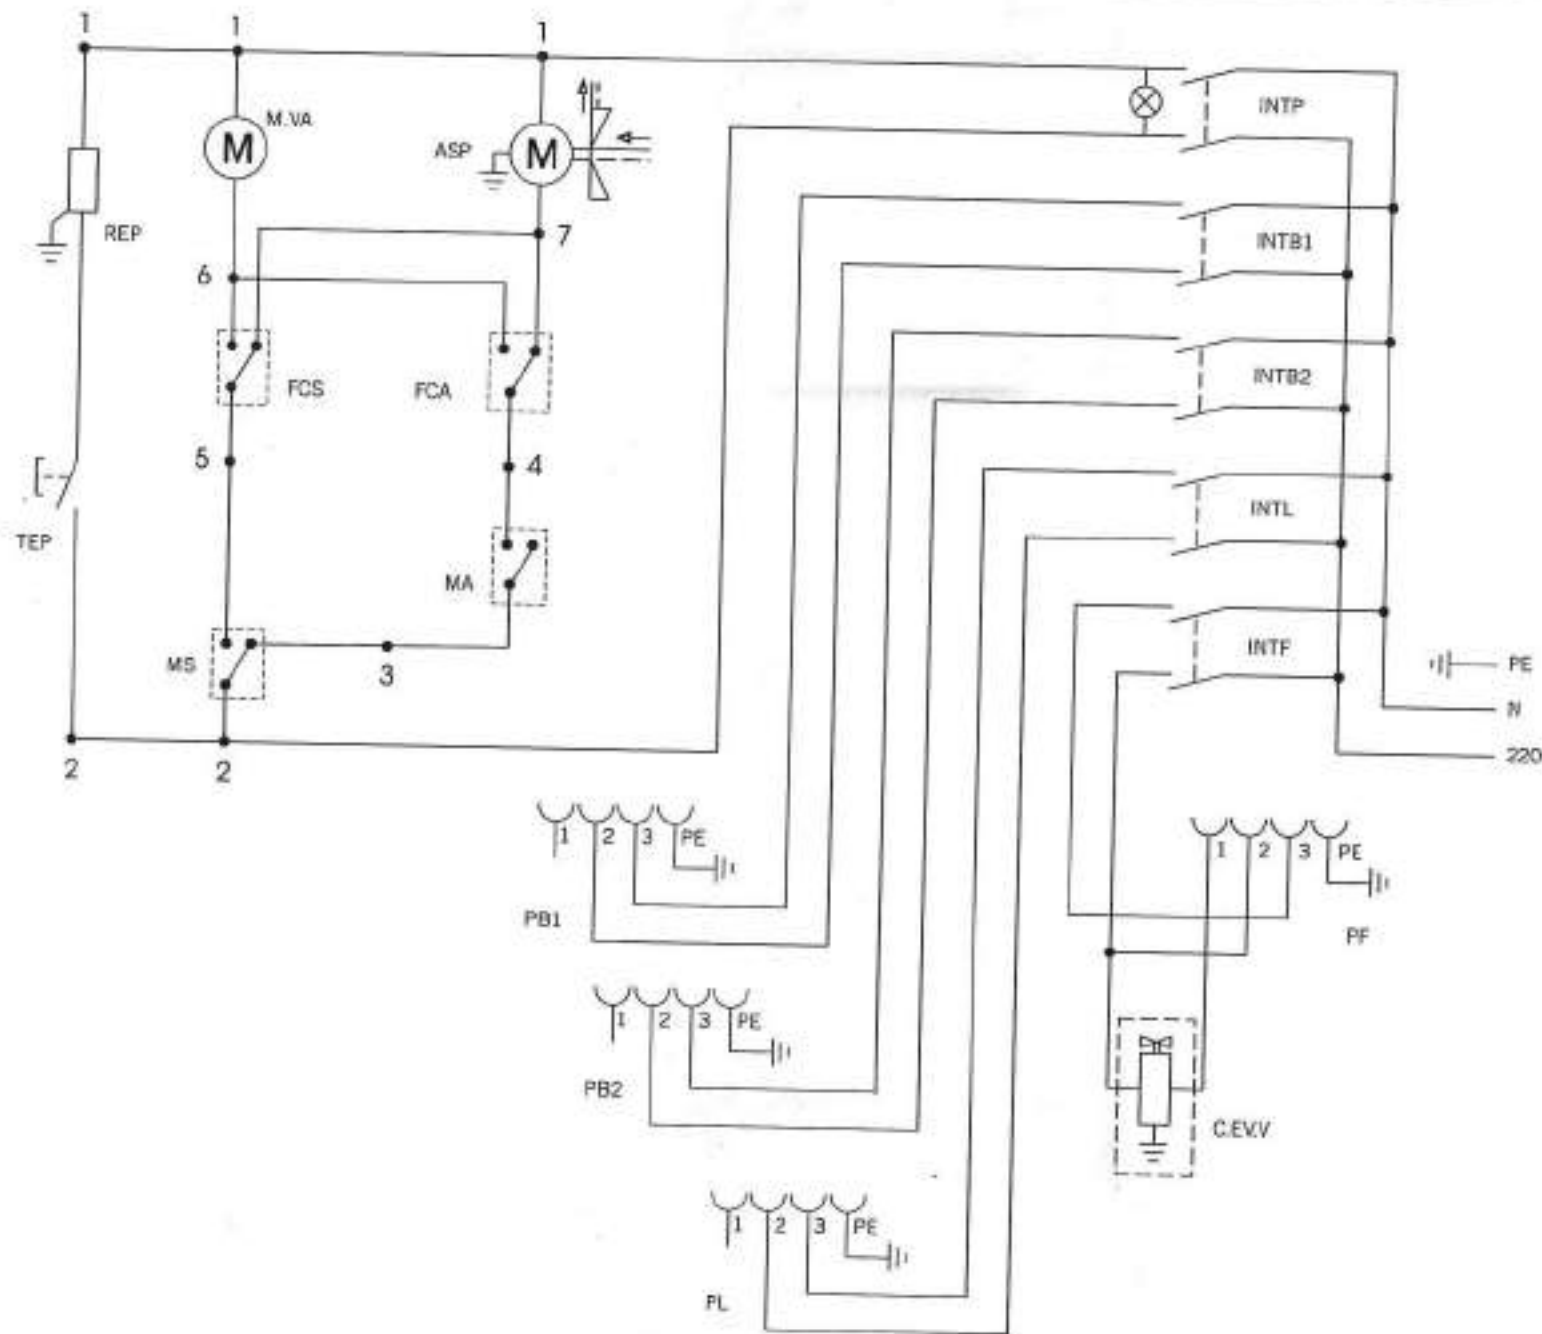 1 1 1
M.VA
M
ASP M
INTP
REP
7
INTB1
6
FCS FCA
INTB2
5 4
TEP
INTL
MA
MS 3
INTF
PE
N
2 2
220
1 2 3 PE
1 2 3 PE
PB1
PF
1 2 3 PE
PB2
C.EV.V
1 2 3 PE
PL